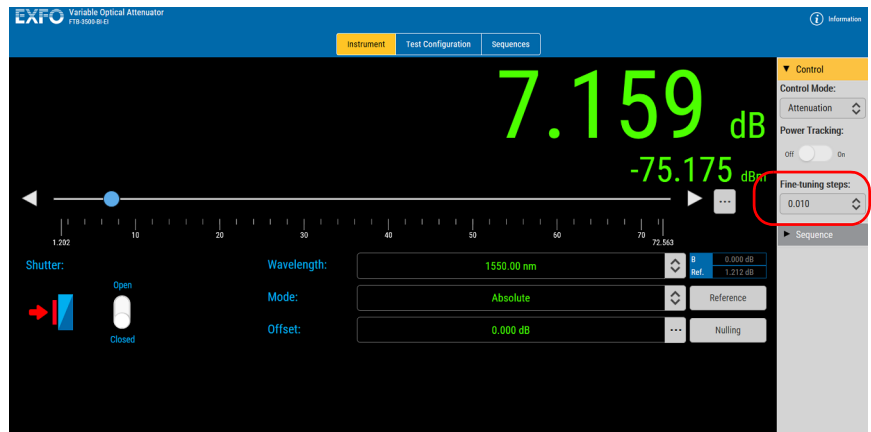 EXFO Variable Optical Attenuator
FTB-3500-BI-EI
Information
Instrument Test Configuration Sequences
7.159 dB
-75.175 dBm
1.202 10 20 30 40 50 60 70 72.563
Shutter:
Open
Closed
Wavelength: 1550.00 nm
B 0.000 dB
Ref. 1.212 dB
Mode: Absolute Reference
Offset: 0.000 dB ... Nulling
Control
Control Mode:
Attenuation
Power Tracking:
Off On
Fine-tuning steps:
0.010
Sequence